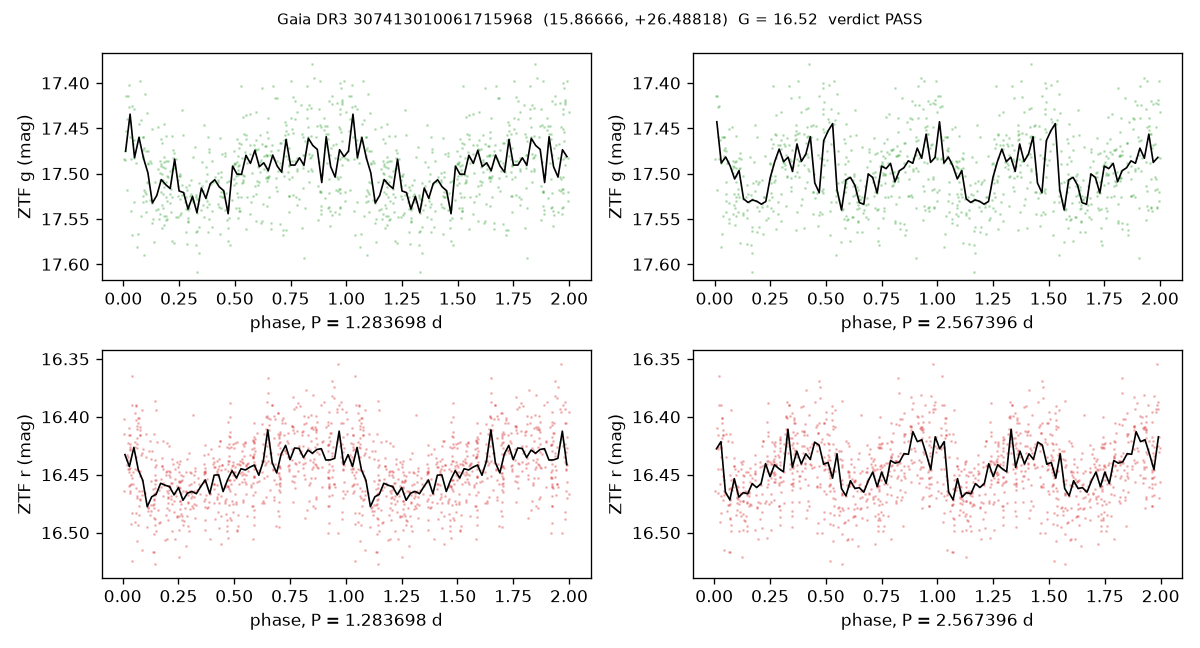 Gaia DR3 307413010061715968 (15.86666, +26.48818) G = 16.52 verdict PASS
ZTF g (mag)
17.40
17.45
17.50
17.55
17.60
0.00 0.25 0.50 0.75 1.00 1.25 1.50 1.75 2.00
phase, P = 1.283698 d
ZTF g (mag)
17.40
17.45
17.50
17.55
17.60
0.00 0.25 0.50 0.75 1.00 1.25 1.50 1.75 2.00
phase, P = 2.567396 d
ZTF r (mag)
16.35
16.40
16.45
16.50
0.00 0.25 0.50 0.75 1.00 1.25 1.50 1.75 2.00
phase, P = 1.283698 d
ZTF r (mag)
16.35
16.40
16.45
16.50
0.00 0.25 0.50 0.75 1.00 1.25 1.50 1.75 2.00
phase, P = 2.567396 d